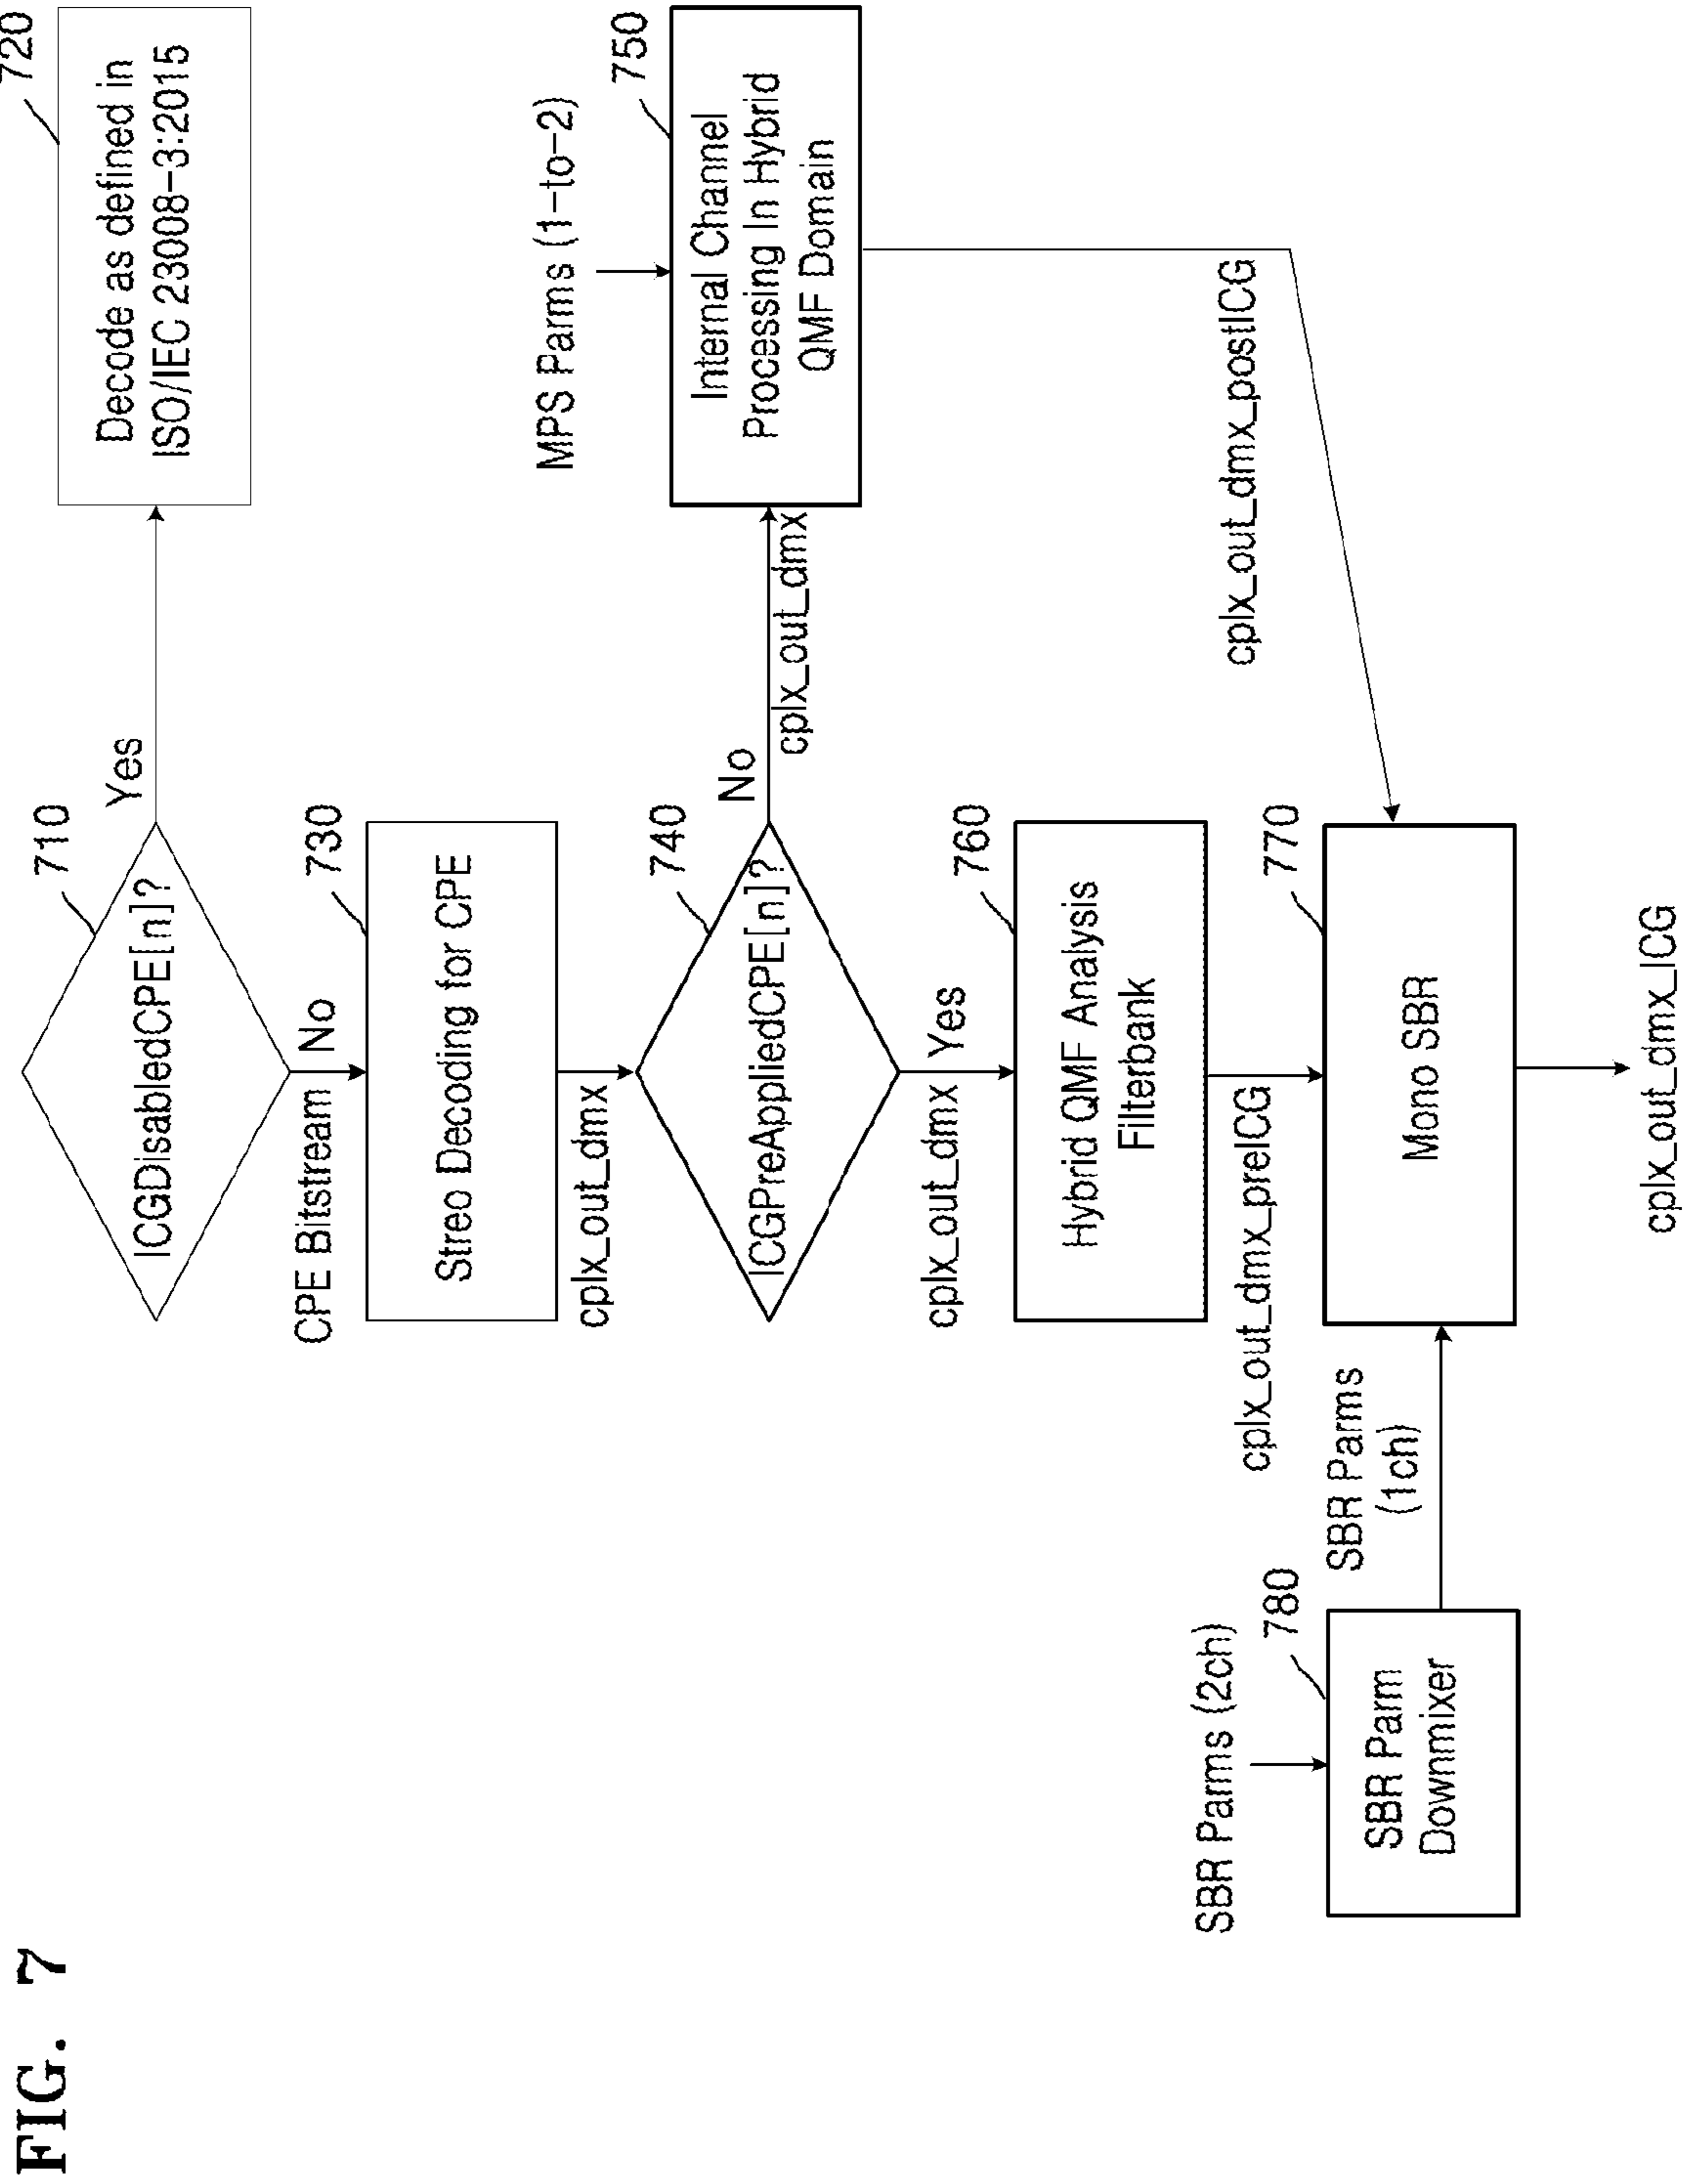 FIG. 7
710
ICGDisabledCPE[n]?
Yes
720
Decode as defined in
ISO/IEC 23008-3:2015
No
CPE Bitstream
730
Streo Decoding for CPE
cplx_out_dmx
740
ICGPreAppliedCPE[n]?
No
cplx_out_dmx
MPS Parms (1-to-2)
750
Internal Channel
Processing In Hybrid
QMF Domain
cplx_out_dmx
Yes
760
Hybrid QMF Analysis
Filterbank
cplx_out_dmx_preICG
cplx_out_dmx_postICG
SBR Parms (2ch)
780
SBR Parm
Downmixer
SBR Parms
(1ch)
770
Mono SBR
cplx_out_dmx_ICG